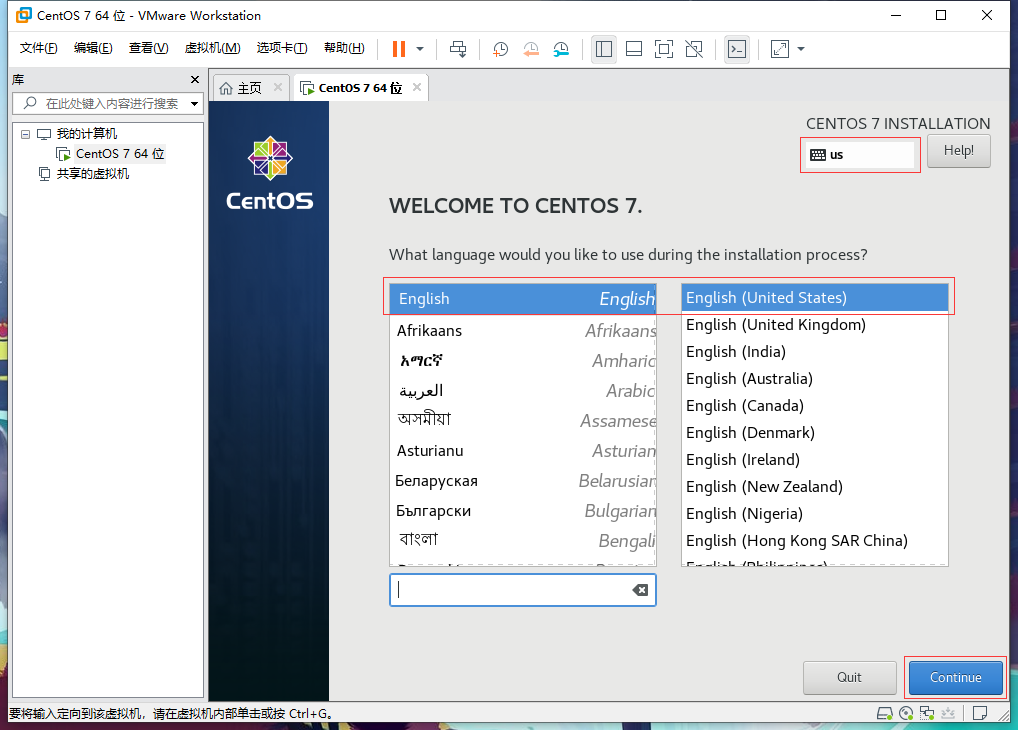 CentOS 7 64 位 - VMware Workstation
文件(F) 编辑(E) 查看(V) 虚拟机(M) 选项卡(T) 帮助(H)
库
在此处键入内容进行搜索
我的计算机
CentOS 7 64 位
共享的虚拟机
主页
CentOS 7 64 位
CentOS
CENTOS 7 INSTALLATION
us
Help!
WELCOME TO CENTOS 7.
What language would you like to use during the installation process?
English English
Afrikaans Afrikaans
አማርኛ Amharic
العربية Arabic
অসমীয়া Assamese
Asturianu Asturian
Беларуская Belarusian
Български Bulgarian
বাংলা Bengali
English (United States)
English (United Kingdom)
English (India)
English (Australia)
English (Canada)
English (Denmark)
English (Ireland)
English (New Zealand)
English (Nigeria)
English (Hong Kong SAR China)
English (Philippines)
Quit
Continue
要将输入定向到该虚拟机，请在虚拟机内部单击或按 Ctrl+G。